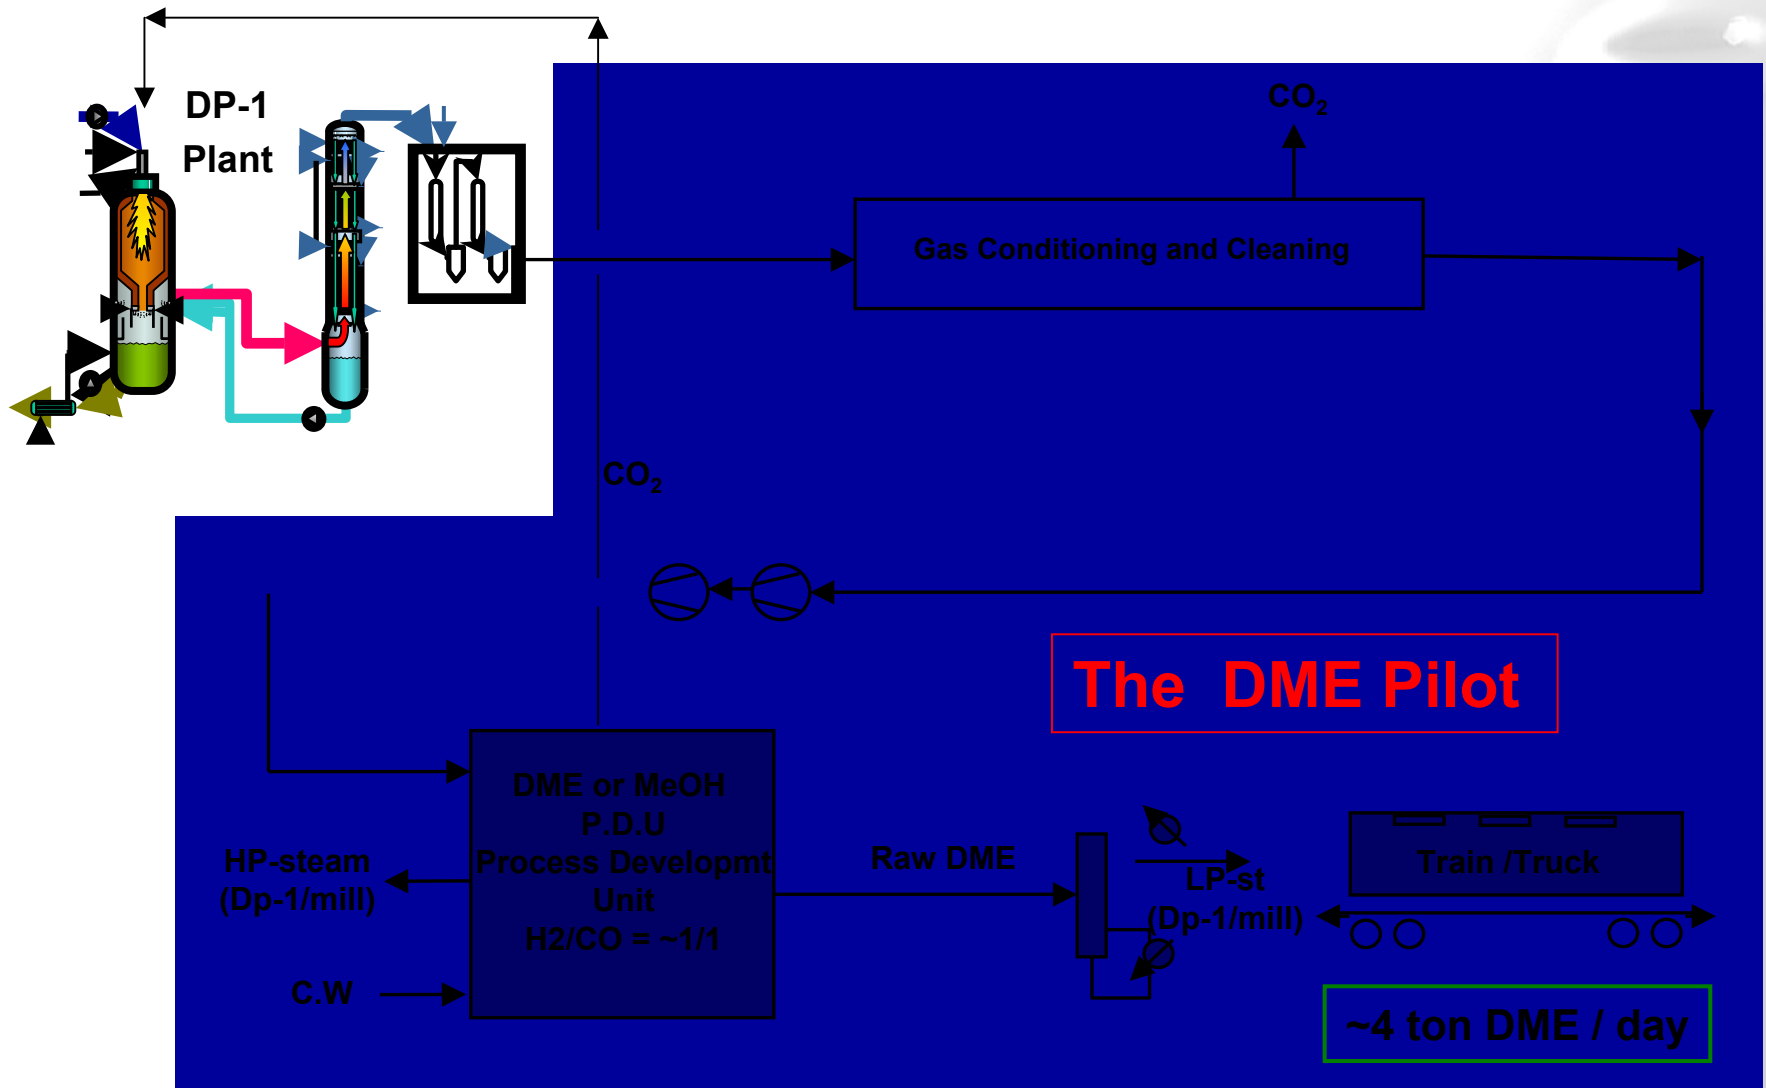 DP-1
Plant
CO₂
Gas Conditioning and Cleaning
CO₂
The DME Pilot
DME or MeOH
P.D.U
Process Developmt
Unit
H2/CO = ~1/1
HP-steam
(Dp-1/mill)
C.W
Raw DME
LP-st
(Dp-1/mill)
Train /Truck
~4 ton DME / day